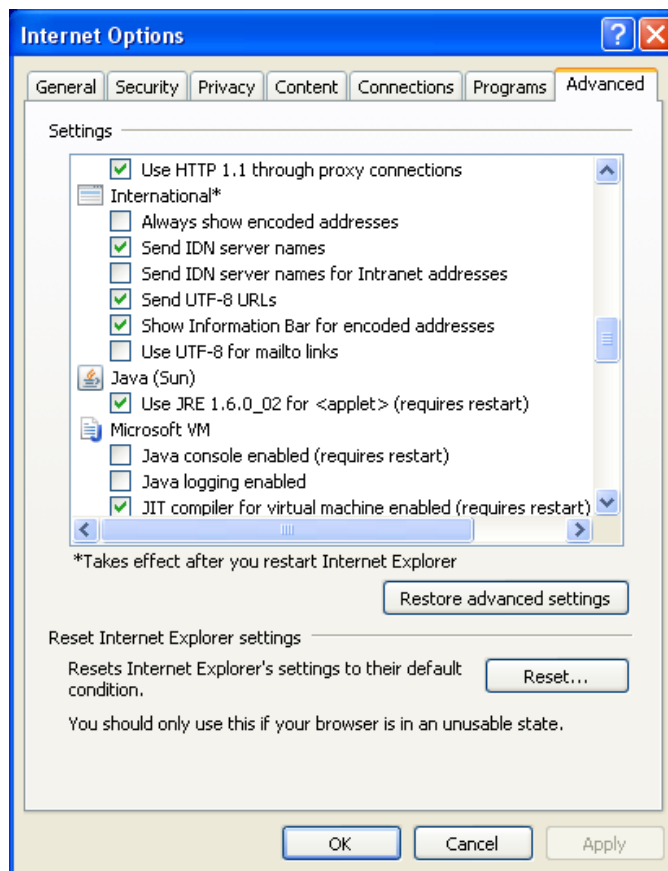 Internet Options
General Security Privacy Content Connections Programs Advanced
Settings
Use HTTP 1.1 through proxy connections
International*
Always show encoded addresses
Send IDN server names
Send IDN server names for Intranet addresses
Send UTF-8 URLs
Show Information Bar for encoded addresses
Use UTF-8 for mailto links
Java (Sun)
Use JRE 1.6.0_02 for <applet> (requires restart)
Microsoft VM
Java console enabled (requires restart)
Java logging enabled
JIT compiler for virtual machine enabled (requires restart)
*Takes effect after you restart Internet Explorer
Restore advanced settings
Reset Internet Explorer settings
Resets Internet Explorer's settings to their default
condition.
Reset...
You should only use this if your browser is in an unusable state.
OK Cancel Apply